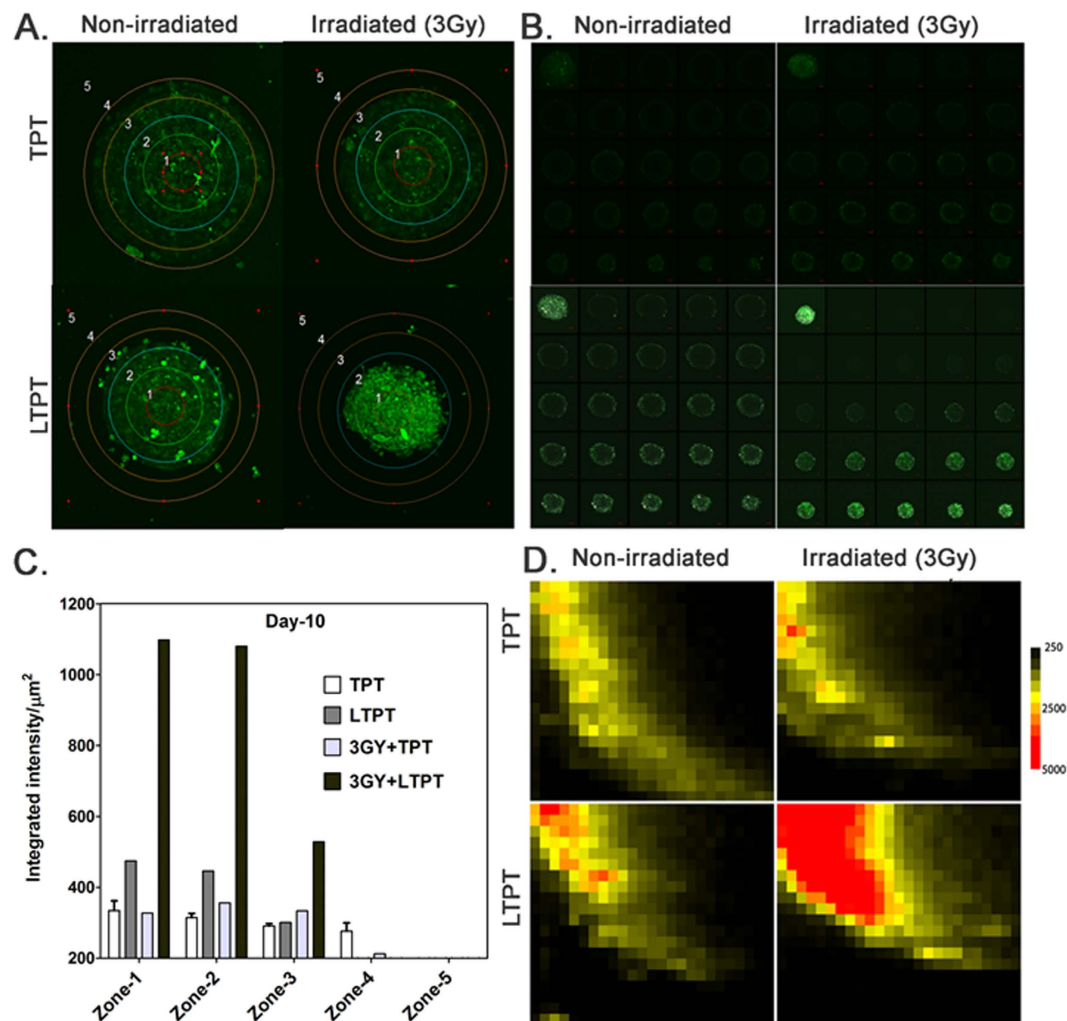 A. Non-irradiated Irradiated (3Gy)
B. Non-irradiated Irradiated (3Gy)
TPT
5
4
3
2
1
5
4
3
2
1
LTPT
5
4
3
2
1
5
4
3
2
1
C.
Day-10
Integrated intensity/μm²
1200
1000
800
600
400
200
TPT
LTPT
3GY+TPT
3GY+LTPT
Zone-1 Zone-2 Zone-3 Zone-4 Zone-5
D. Non-irradiated Irradiated (3Gy)
TPT
LTPT
250
2500
5000